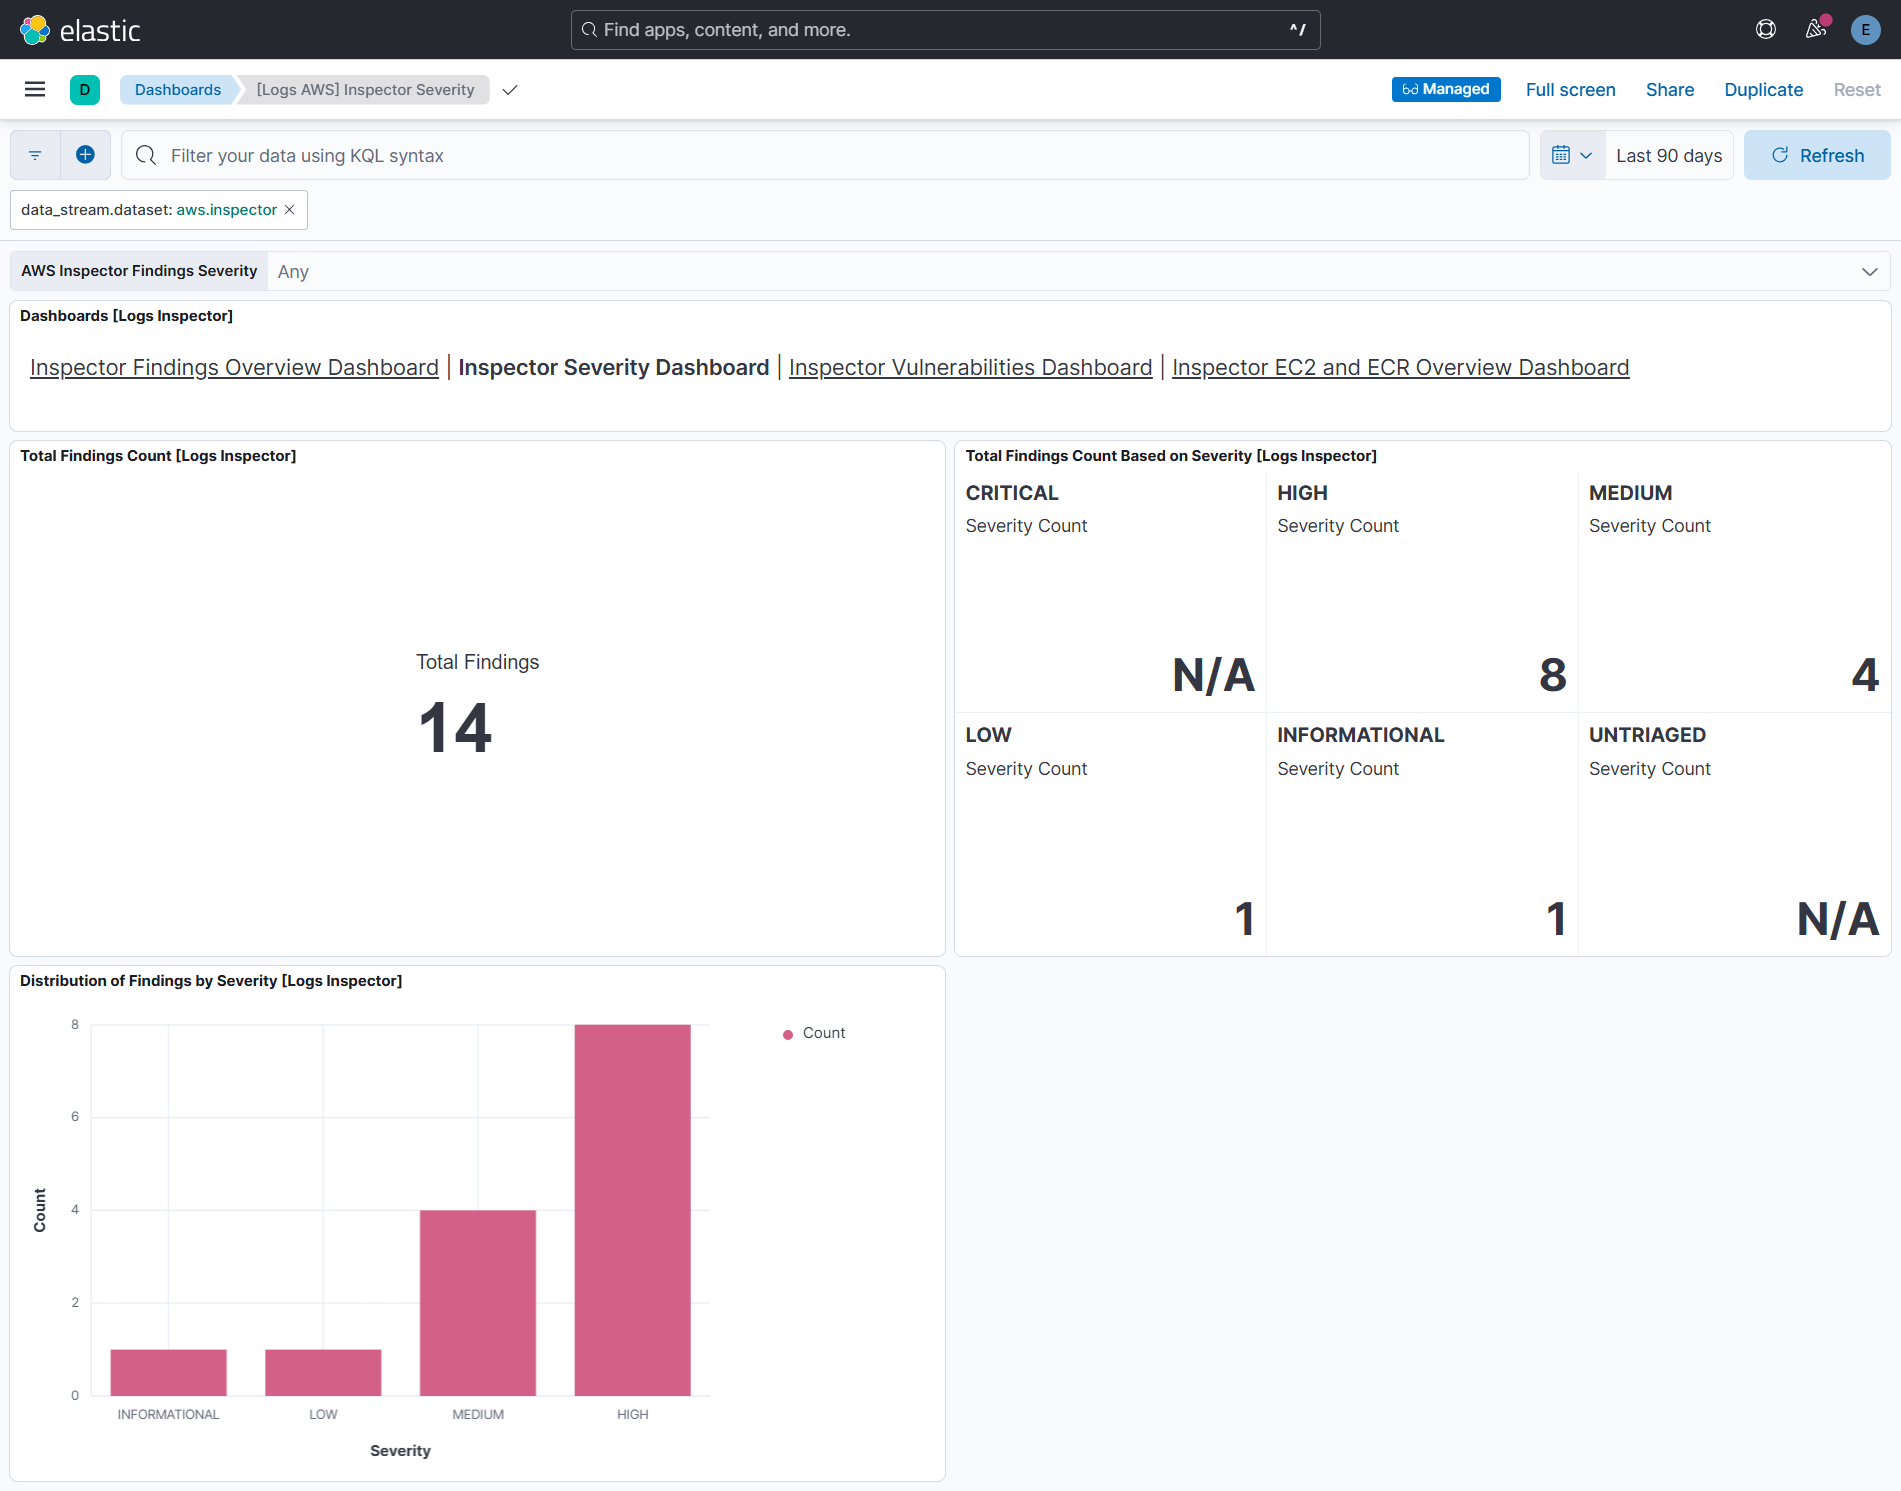 elastic
Find apps, content, and more.
^/
E
D
Dashboards
[Logs AWS] Inspector Severity
Managed
Full screen
Share
Duplicate
Reset
Filter your data using KQL syntax
Last 90 days
Refresh
data_stream.dataset: aws.inspector
AWS Inspector Findings Severity
Any
Dashboards [Logs Inspector]
Inspector Findings Overview Dashboard | Inspector Severity Dashboard | Inspector Vulnerabilities Dashboard | Inspector EC2 and ECR Overview Dashboard
Total Findings Count [Logs Inspector]
Total Findings
14
Total Findings Count Based on Severity [Logs Inspector]
CRITICAL
Severity Count
N/A
HIGH
Severity Count
8
MEDIUM
Severity Count
4
LOW
Severity Count
1
INFORMATIONAL
Severity Count
1
UNTRIAGED
Severity Count
N/A
Distribution of Findings by Severity [Logs Inspector]
8
6
4
2
0
Count
INFORMATIONAL
LOW
MEDIUM
HIGH
Severity
Count